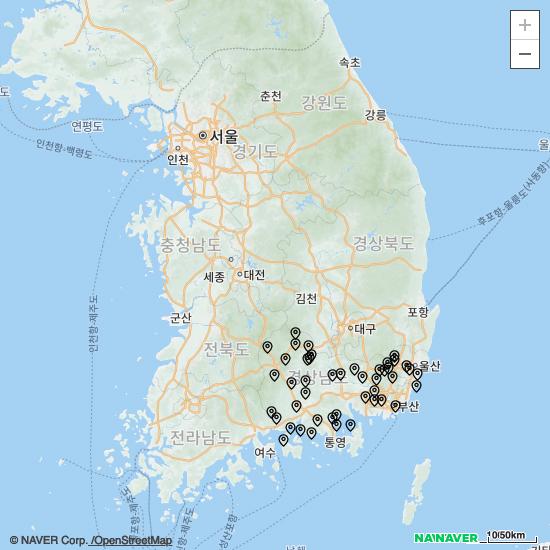 +
−
속초
춘천
강원도
강릉
도
연평도
서울
인천
인천항-백령도
경기도
울
후포항-울릉도(사동항)
충청남도
경상북도
세종
대전
김천
포항
군산
대구
인천항-제주도
전북도
울산
경상남도
부산
전라남도
여수
통영
© NAVER Corp. /OpenStreetMap
NAINAVER
10/50km